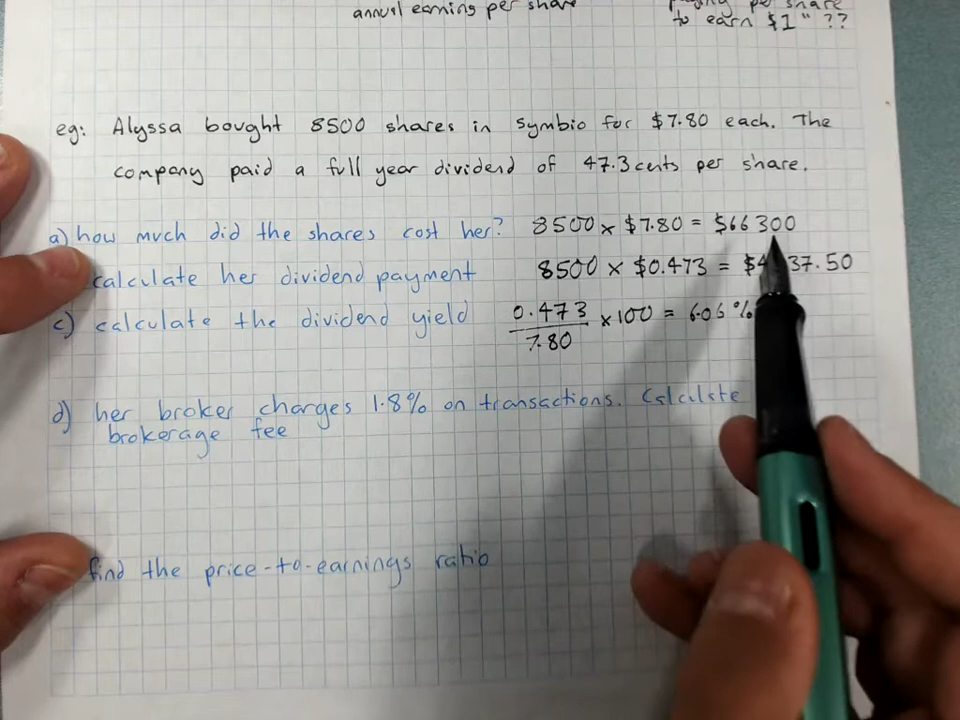 annual earning per share
per share
to earn $1" ??
eg: Alyssa bought 8500 shares in Symbio for $7.80 each. The
company paid a full year dividend of 47.3 cents per share.
a) how much did the shares cost her? 8500 × $7.80 = $66300
calculate her dividend payment 8500 × $0.473 = $4 37.50
c) calculate the dividend yield 0.473/7.80 × 100 = 6.06%
d) her broker charges 1.8% on transactions. Calculate
brokerage fee
find the price-to-earnings ratio